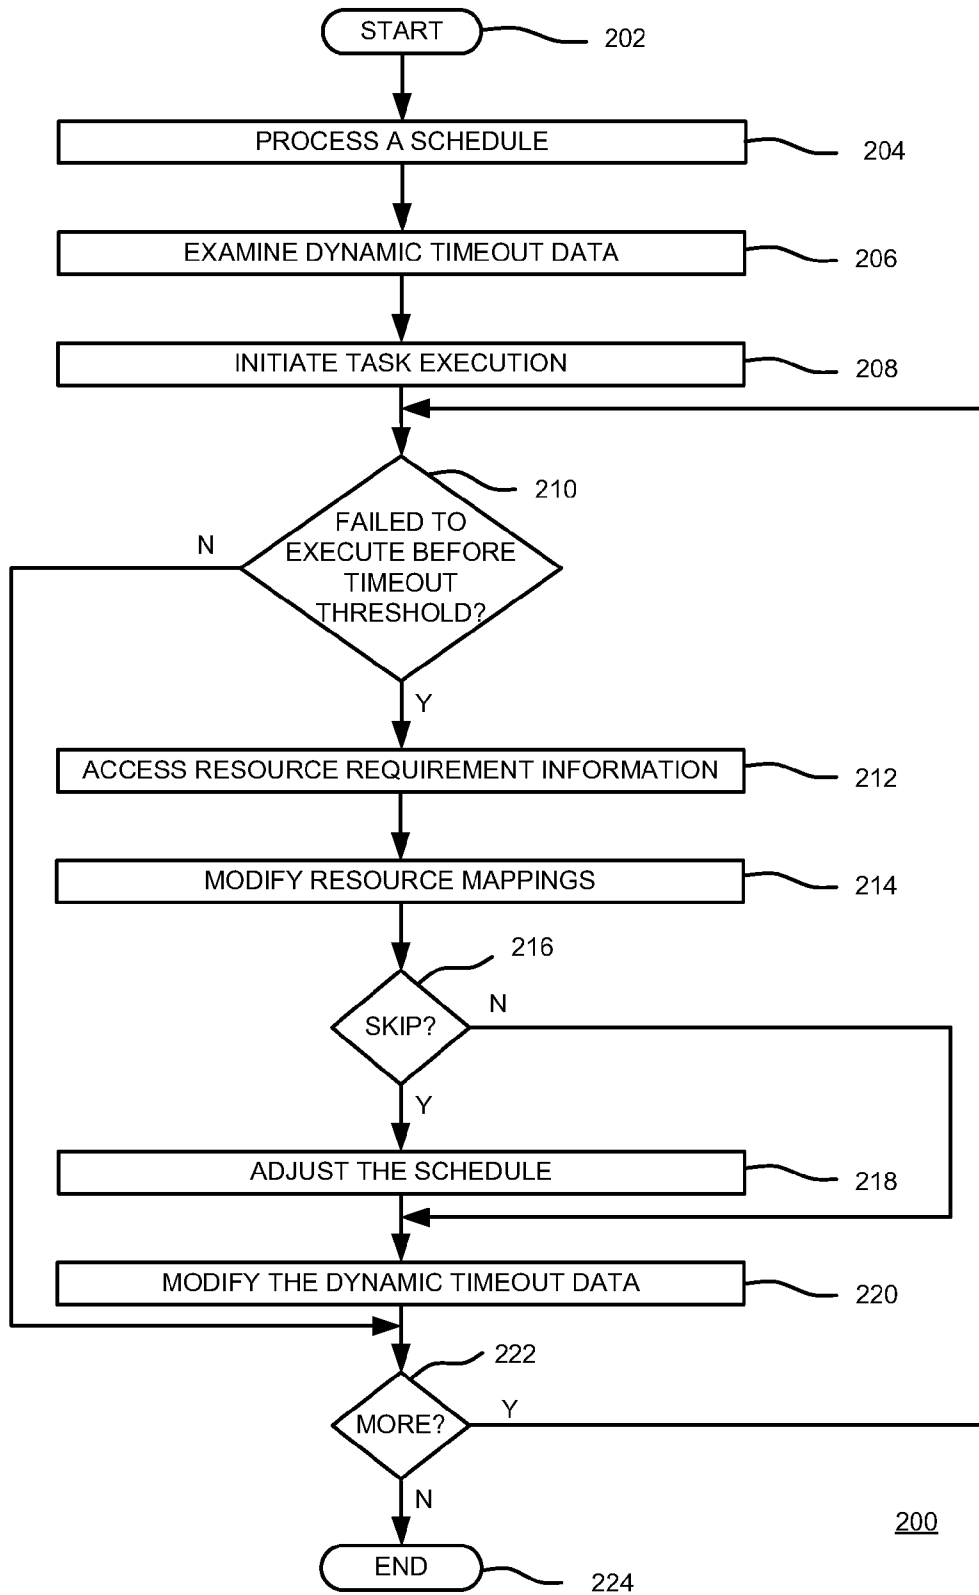 START
202
PROCESS A SCHEDULE
204
EXAMINE DYNAMIC TIMEOUT DATA
206
INITIATE TASK EXECUTION
208
210
FAILED TO
EXECUTE BEFORE
TIMEOUT
THRESHOLD?
N
Y
ACCESS RESOURCE REQUIREMENT INFORMATION
212
MODIFY RESOURCE MAPPINGS
214
216
SKIP?
N
Y
ADJUST THE SCHEDULE
218
MODIFY THE DYNAMIC TIMEOUT DATA
220
222
MORE?
Y
N
200
END
224